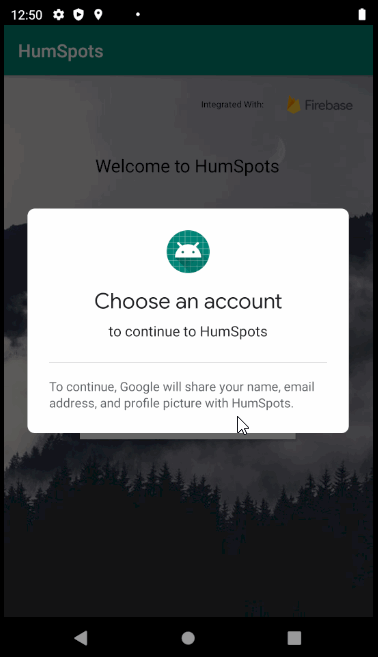 12:50
HumSpots
Integrated With:
Firebase
Welcome to HumSpots
Choose an account
to continue to HumSpots
To continue, Google will share your name, email
address, and profile picture with HumSpots.